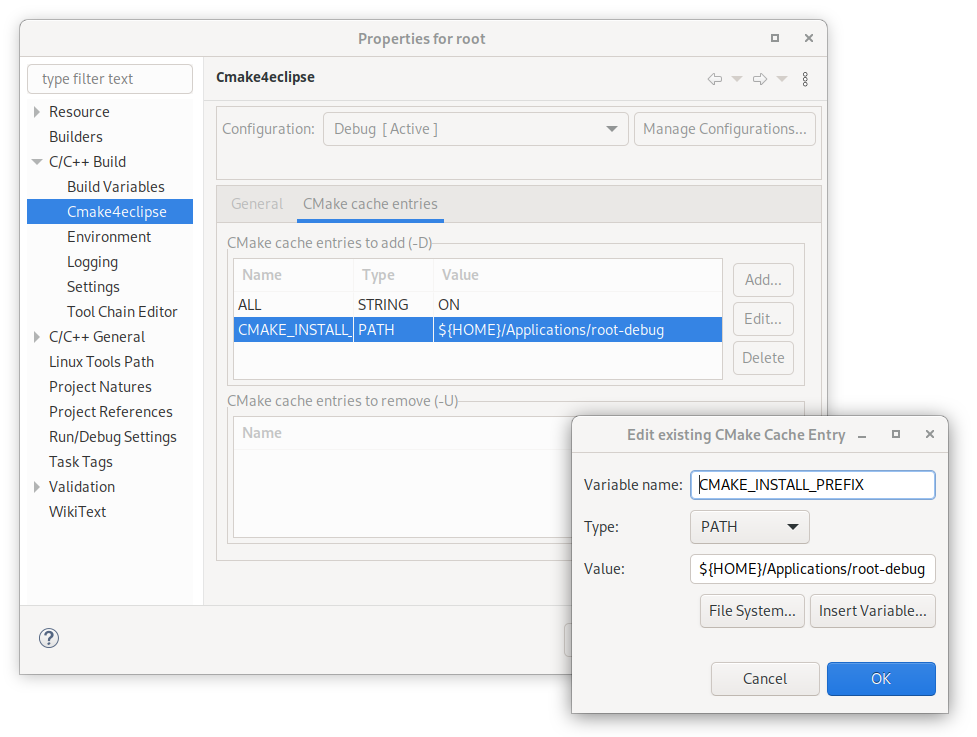 Properties for root
type filter text
Cmake4eclipse
Resource
Builders
C/C++ Build
Build Variables
Cmake4eclipse
Environment
Logging
Settings
Tool Chain Editor
C/C++ General
Linux Tools Path
Project Natures
Project References
Run/Debug Settings
Task Tags
Validation
WikiText
Configuration: Debug [ Active ] Manage Configurations...
General CMake cache entries
CMake cache entries to add (-D)
Name Type Value
ALL STRING ON
CMAKE_INSTALL_ PATH ${HOME}/Applications/root-debug
Add...
Edit...
Delete
CMake cache entries to remove (-U)
Name
Edit existing CMake Cache Entry
Variable name: CMAKE_INSTALL_PREFIX
Type: PATH
Value: ${HOME}/Applications/root-debug
File System... Insert Variable...
Cancel OK
?